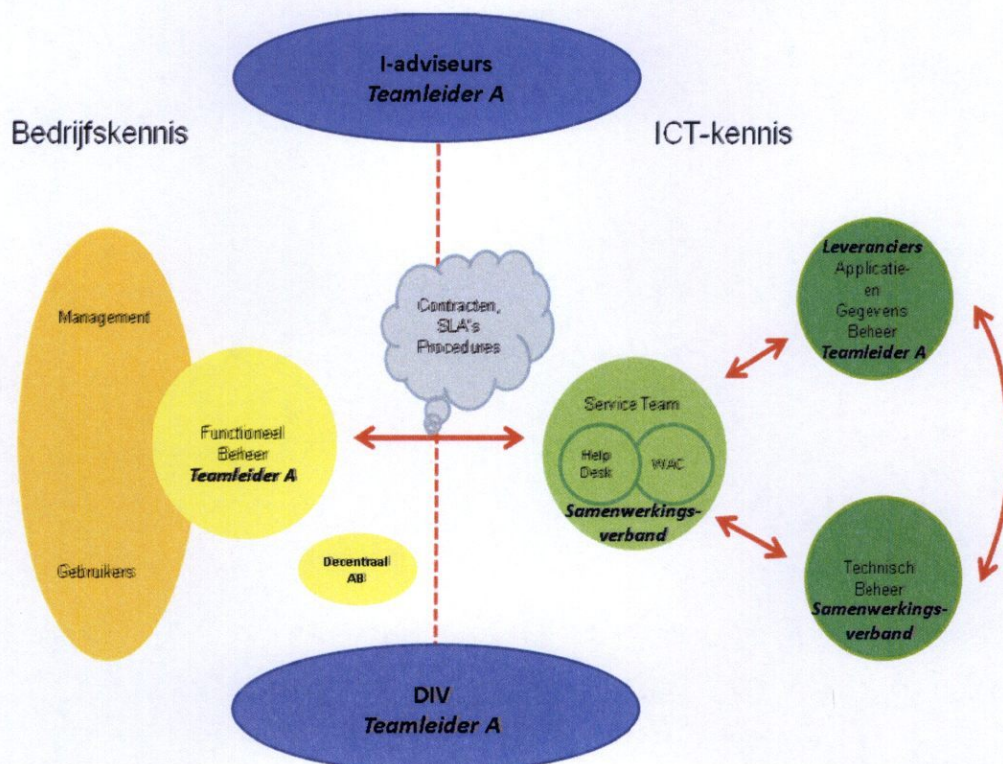 I-adviseurs
Teamleider A
Bedrijfskennis
ICT-kennis
Management
Gebruikers
Functioneel
Beheer
Teamleider A
Decentraal
AB
Contracten,
SLA's
Procedures
Service Team
Help
Desk
WAC
Samenwerkings-
verband
Leveranciers
Applicatie-
en
Gegevens
Beheer
Teamleider A
Technisch
Beheer
Samenwerkings-
verband
DIV
Teamleider A